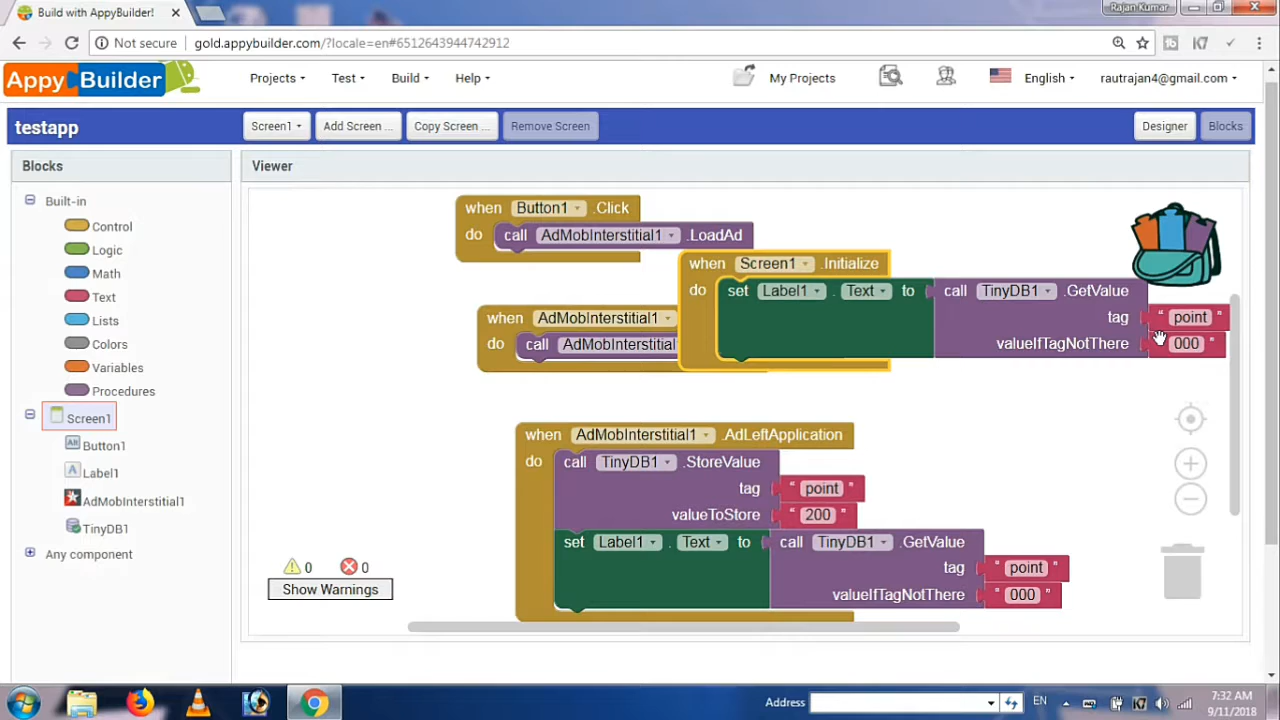 Build with AppyBuilder!
Rajan Kumar
Not secure
gold.appybuilder.com/?locale=en#6512643944742912
AppyBuilder
Projects
Test
Build
Help
My Projects
English
rautrajan4@gmail.com
testapp
Screen1
Add Screen ...
Copy Screen ...
Remove Screen
Designer
Blocks
Blocks
Viewer
Built-in
Control
Logic
Math
Text
Lists
Colors
Variables
Procedures
Screen1
Button1
Label1
AdMobInterstitial1
TinyDB1
Any component
when Button1 .Click
do call AdMobInterstitial1 .LoadAd
when Screen1 .Initialize
do set Label1 . Text to call TinyDB1 .GetValue
tag " point "
valueIfTagNotThere " 000 "
when AdMobInterstitial1
do call AdMobInterstitial
when AdMobInterstitial1 .AdLeftApplication
do call TinyDB1 .StoreValue
tag " point "
valueToStore " 200 "
set Label1 . Text to call TinyDB1 .GetValue
tag " point "
valueIfTagNotThere " 000 "
0 0
Show Warnings
Address
EN
7:32 AM
9/11/2018